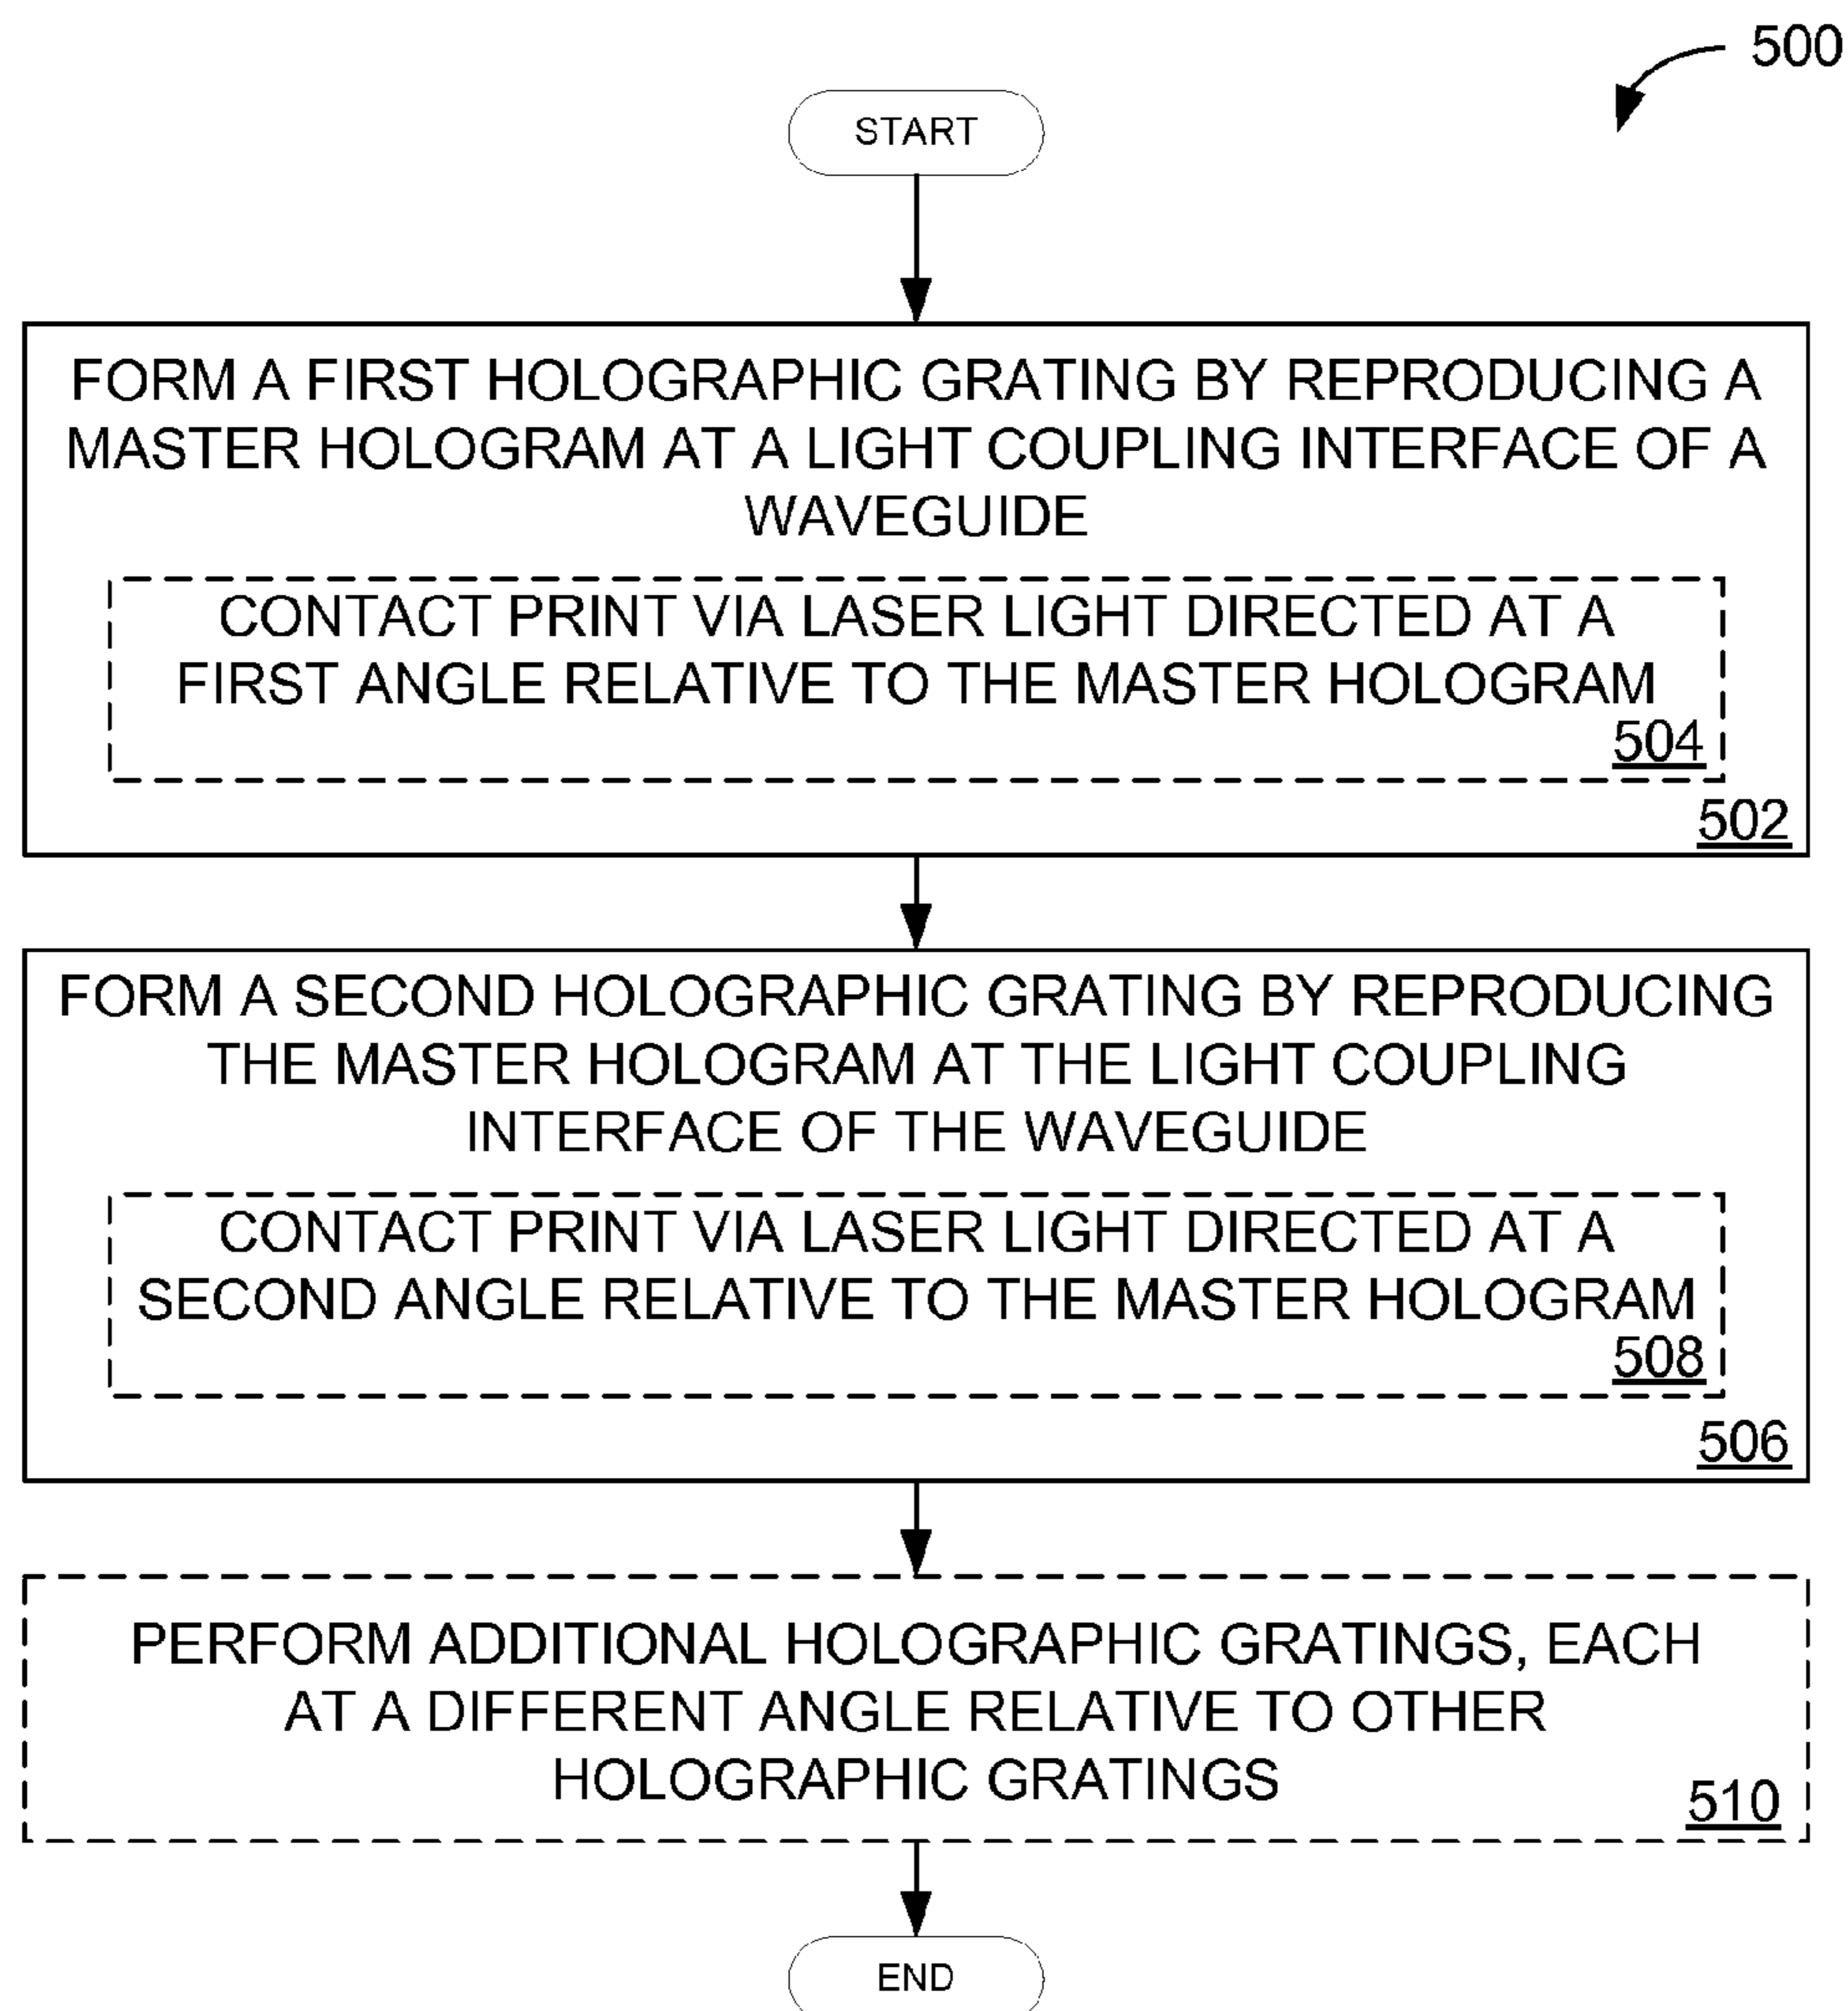 500
START
FORM A FIRST HOLOGRAPHIC GRATING BY REPRODUCING A
MASTER HOLOGRAM AT A LIGHT COUPLING INTERFACE OF A
WAVEGUIDE
CONTACT PRINT VIA LASER LIGHT DIRECTED AT A
FIRST ANGLE RELATIVE TO THE MASTER HOLOGRAM
504
502
FORM A SECOND HOLOGRAPHIC GRATING BY REPRODUCING
THE MASTER HOLOGRAM AT THE LIGHT COUPLING
INTERFACE OF THE WAVEGUIDE
CONTACT PRINT VIA LASER LIGHT DIRECTED AT A
SECOND ANGLE RELATIVE TO THE MASTER HOLOGRAM
508
506
PERFORM ADDITIONAL HOLOGRAPHIC GRATINGS, EACH
AT A DIFFERENT ANGLE RELATIVE TO OTHER
HOLOGRAPHIC GRATINGS
510
END